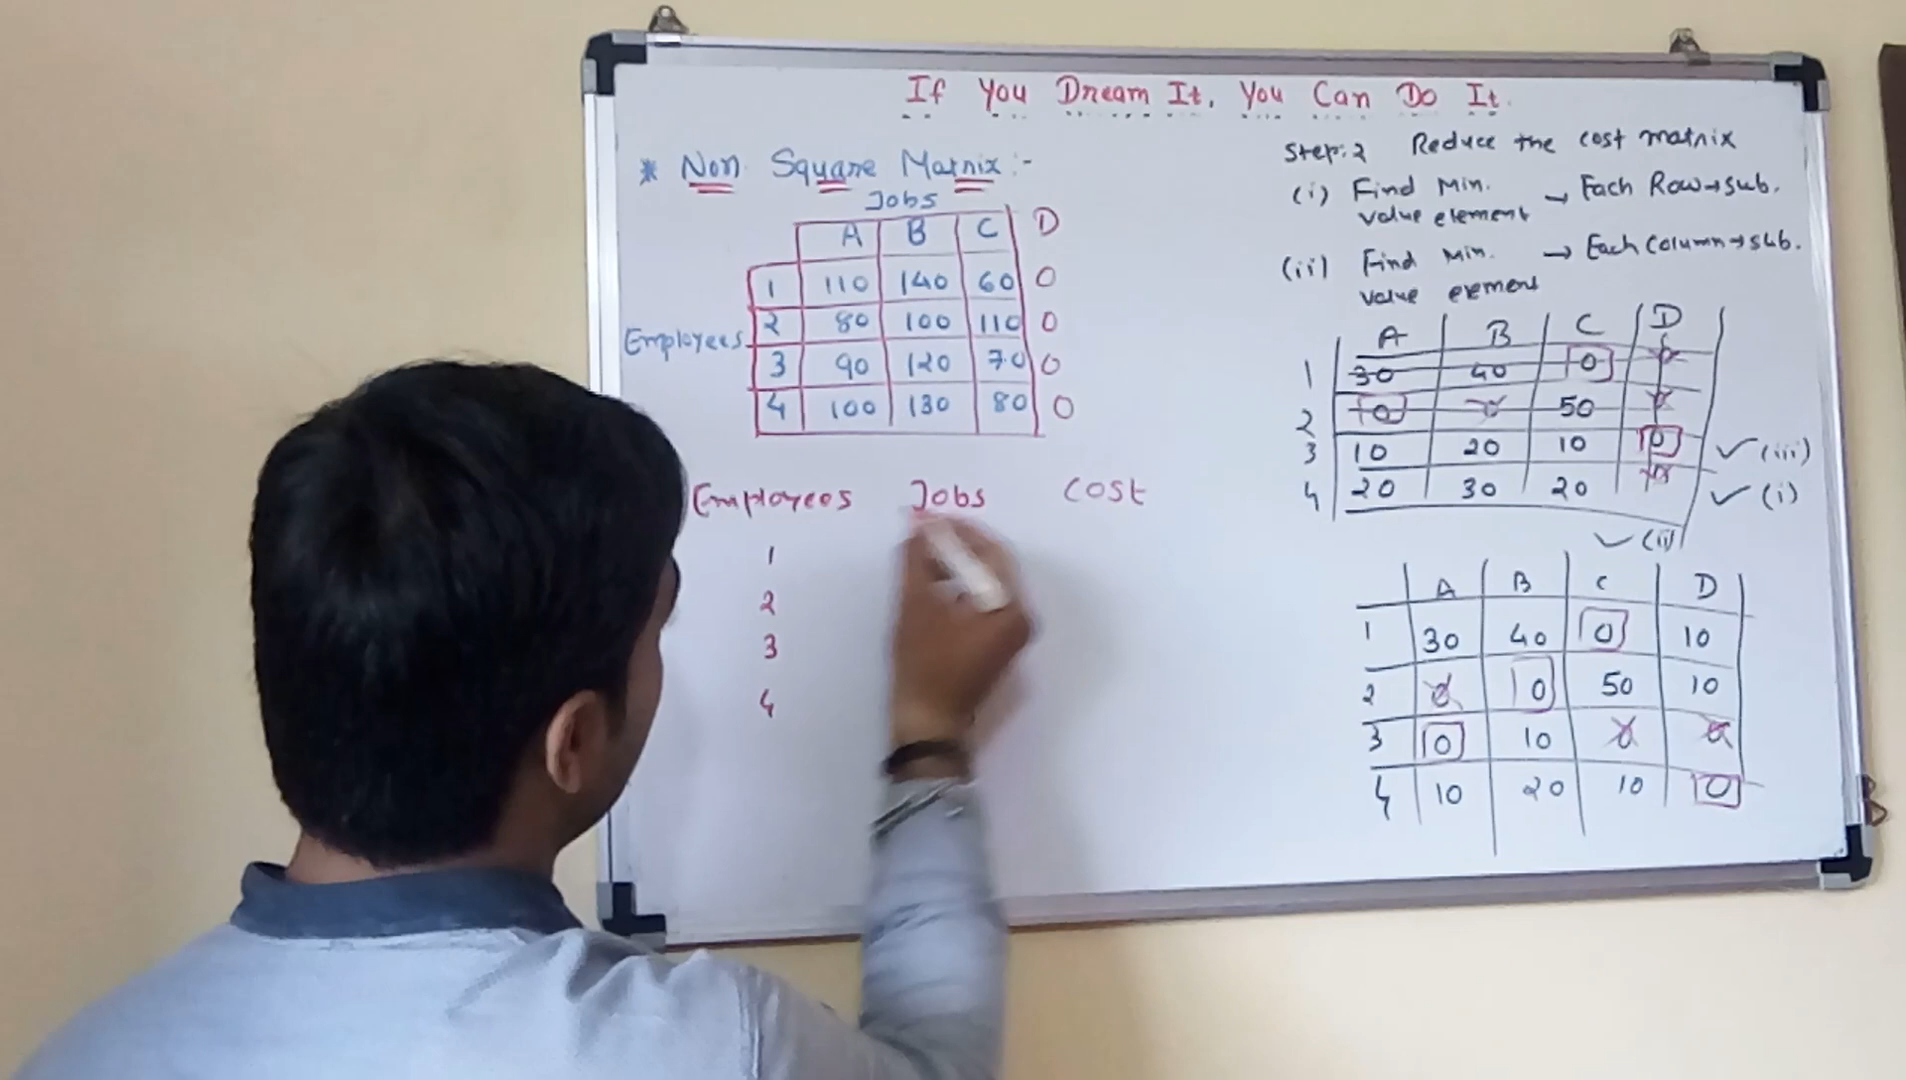 If You Dream It, You Can Do It.
* Non Square Matrix :-
Jobs
A B C D
1 110 140 60 0
Employees 2 80 100 110 0
3 90 120 70 0
4 100 130 80 0
Employees Jobs Cost
1
2
3
4
Step:2 Reduce the cost matrix
(i) Find Min. → Each Row→sub.
value element
(ii) Find Min. → Each Column→sub.
value element
A B C D
1 30 40 0 0
2 0 0 50 0
3 10 20 10 0 ✓ (iii)
4 20 30 20 0 ✓ (i)
✓ (ii)
A B C D
1 30 40 0 10
2 0 0 50 10
3 0 10 0 0
4 10 20 10 0